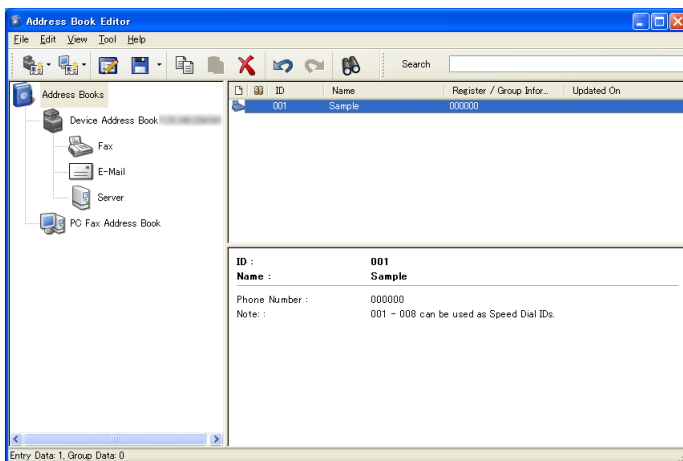 Address Book Editor
File Edit View Tool Help
Search
Address Books
Device Address Book
Fax
E-Mail
Server
PC Fax Address Book
ID Name Register / Group Infor... Updated On
001 Sample 000000
ID : 001
Name : Sample
Phone Number : 000000
Note: : 001 - 008 can be used as Speed Dial IDs.
Entry Data: 1, Group Data: 0